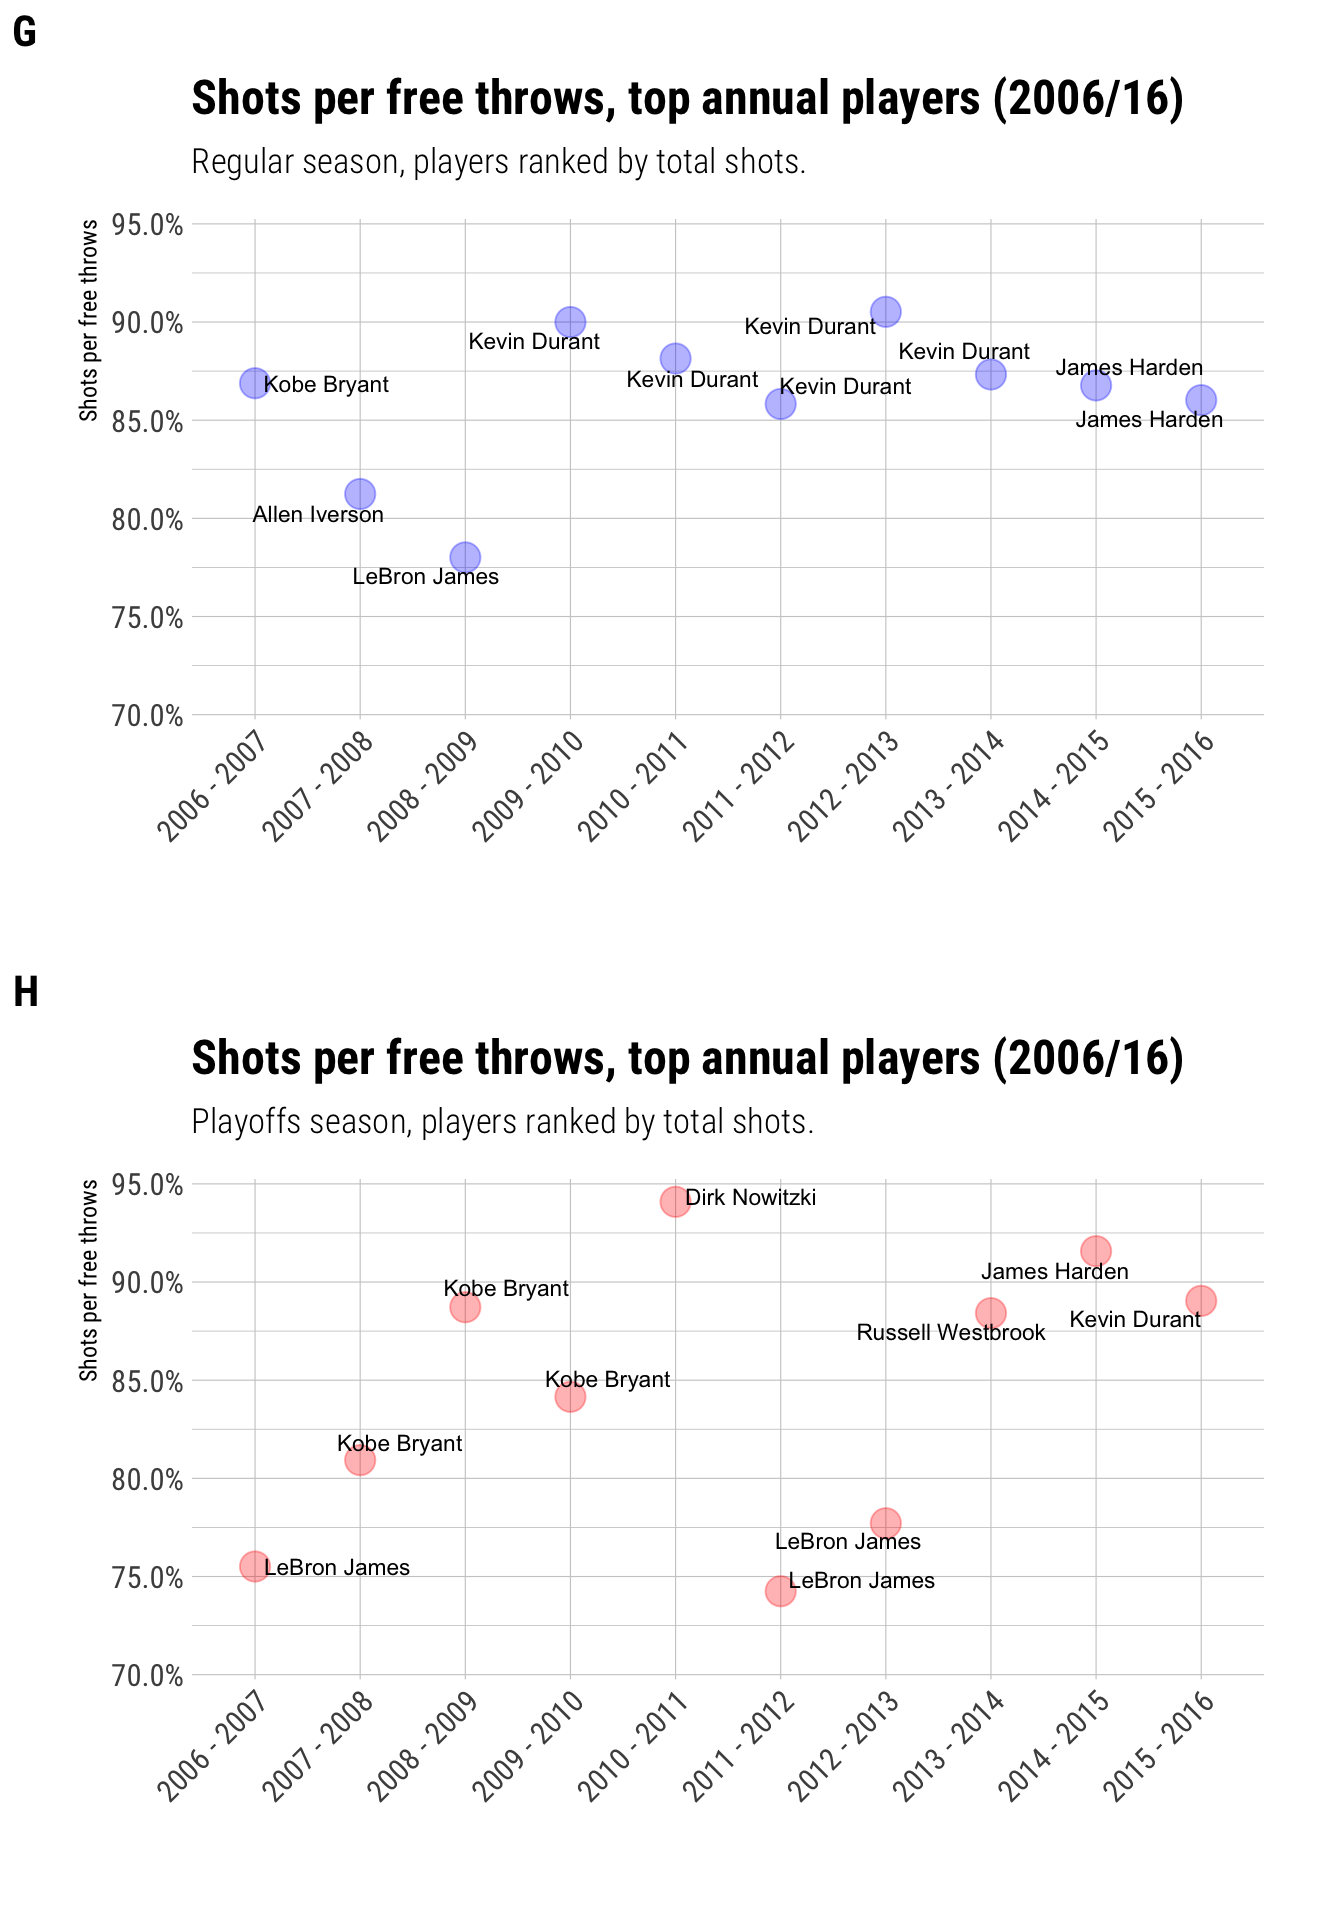 G
Shots per free throws, top annual players (2006/16)
Regular season, players ranked by total shots.
Shots per free throws
95.0%
90.0%
85.0%
80.0%
75.0%
70.0%
Kobe Bryant
Allen Iverson
LeBron James
Kevin Durant
Kevin Durant
Kevin Durant
Kevin Durant
Kevin Durant
James Harden
James Harden
2006 - 2007
2007 - 2008
2008 - 2009
2009 - 2010
2010 - 2011
2011 - 2012
2012 - 2013
2013 - 2014
2014 - 2015
2015 - 2016
H
Shots per free throws, top annual players (2006/16)
Playoffs season, players ranked by total shots.
Shots per free throws
95.0%
90.0%
85.0%
80.0%
75.0%
70.0%
LeBron James
Kobe Bryant
Kobe Bryant
Kobe Bryant
Dirk Nowitzki
LeBron James
LeBron James
Russell Westbrook
James Harden
Kevin Durant
2006 - 2007
2007 - 2008
2008 - 2009
2009 - 2010
2010 - 2011
2011 - 2012
2012 - 2013
2013 - 2014
2014 - 2015
2015 - 2016